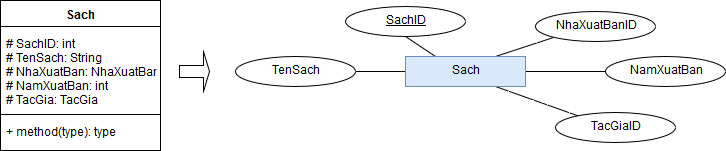 Sach
# SachID: int
# TenSach: String
# NhaXuatBan: NhaXuatBan
# NamXuatBan: int
# TacGia: TacGia
+ method(type): type
SachID
NhaXuatBanID
TenSach
Sach
NamXuatBan
TacGiaID